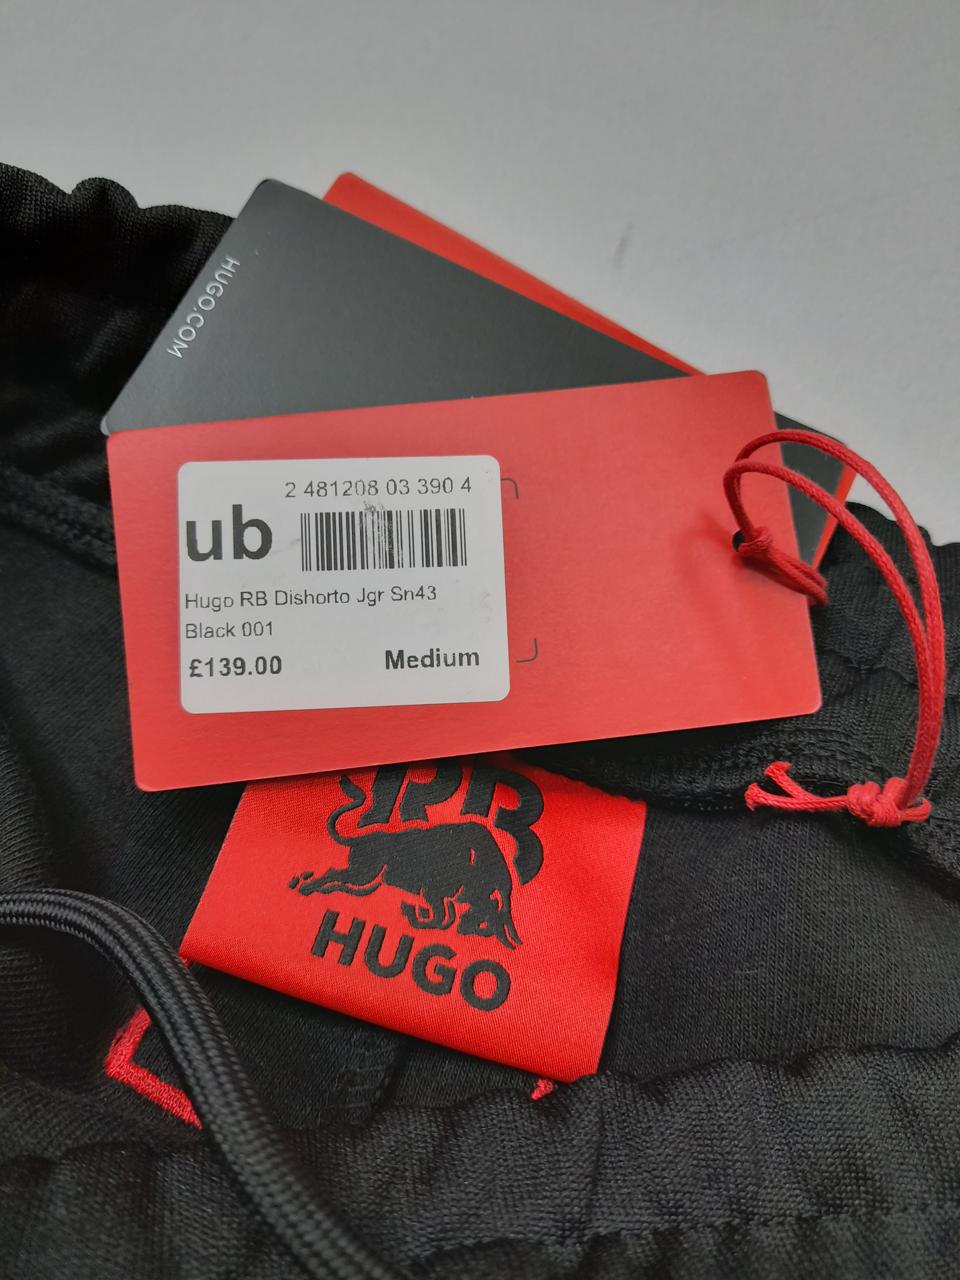 HUGO.COM
2 481208 03 390 4
ub
Hugo RB Dishorto Jgr Sn43
Black 001
£139.00 Medium
RB
HUGO